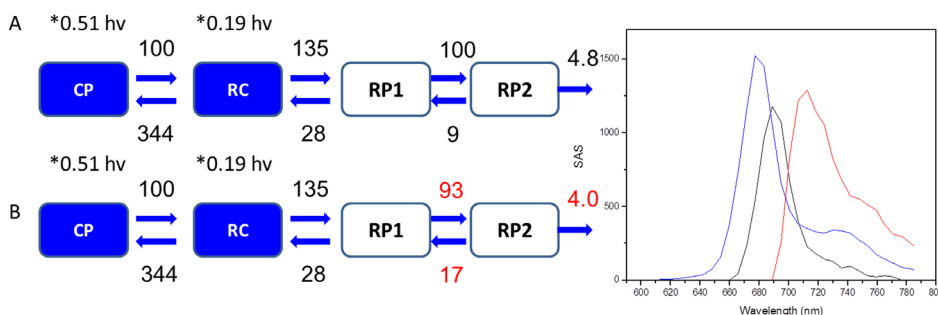 A
*0.51 hv
*0.19 hv
100
135
100
4.8
CP
RC
RP1
RP2
344
28
9
B
*0.51 hv
*0.19 hv
100
135
93
4.0
CP
RC
RP1
RP2
344
28
17
SAS
1500
1000
500
0
600 620 640 660 680 700 720 740 760 780 80
Wavelength (nm)